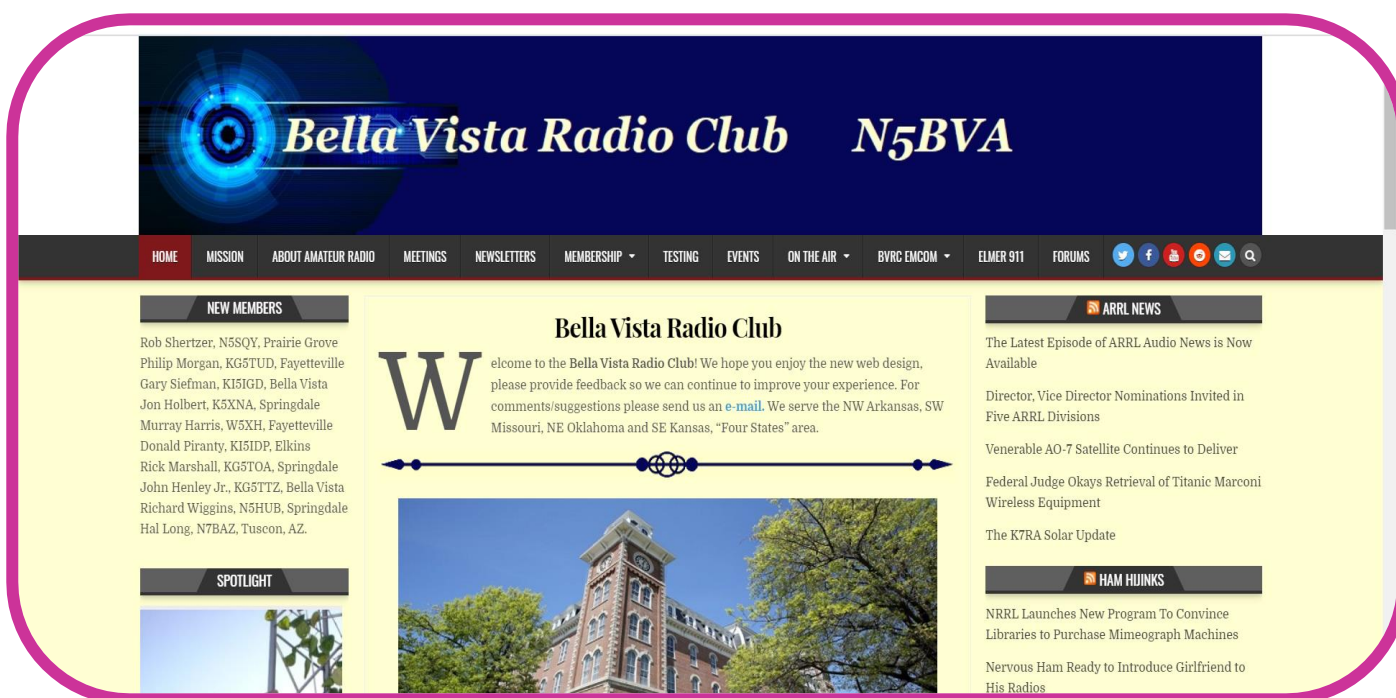 Bella Vista Radio Club N5BVA
HOME MISSION ABOUT AMATEUR RADIO MEETINGS NEWSLETTERS MEMBERSHIP TESTING EVENTS ON THE AIR BVRC EMCOM ELMER 911 FORUMS
NEW MEMBERS
Rob Shertzer, N5SQY, Prairie Grove
Philip Morgan, KG5TUD, Fayetteville
Gary Siefman, KI5IGD, Bella Vista
Jon Holbert, K5XNA, Springdale
Murray Harris, W5XH, Fayetteville
Donald Piranty, KI5IDP, Elkins
Rick Marshall, KG5TOA, Springdale
John Henley Jr., KG5TTZ, Bella Vista
Richard Wiggins, N5HUB, Springdale
Hal Long, N7BAZ, Tuscon, AZ.
SPOTLIGHT
Bella Vista Radio Club
Welcome to the Bella Vista Radio Club! We hope you enjoy the new web design,
please provide feedback so we can continue to improve your experience. For
comments/suggestions please send us an e-mail. We serve the NW Arkansas, SW
Missouri, NE Oklahoma and SE Kansas, “Four States” area.
ARRL NEWS
The Latest Episode of ARRL Audio News is Now
Available
Director, Vice Director Nominations Invited in
Five ARRL Divisions
Venerable AO-7 Satellite Continues to Deliver
Federal Judge Okays Retrieval of Titanic Marconi
Wireless Equipment
The K7RA Solar Update
HAM HIJINKS
NRRL Launches New Program To Convince
Libraries to Purchase Mimeograph Machines
Nervous Ham Ready to Introduce Girlfriend to
His Radios